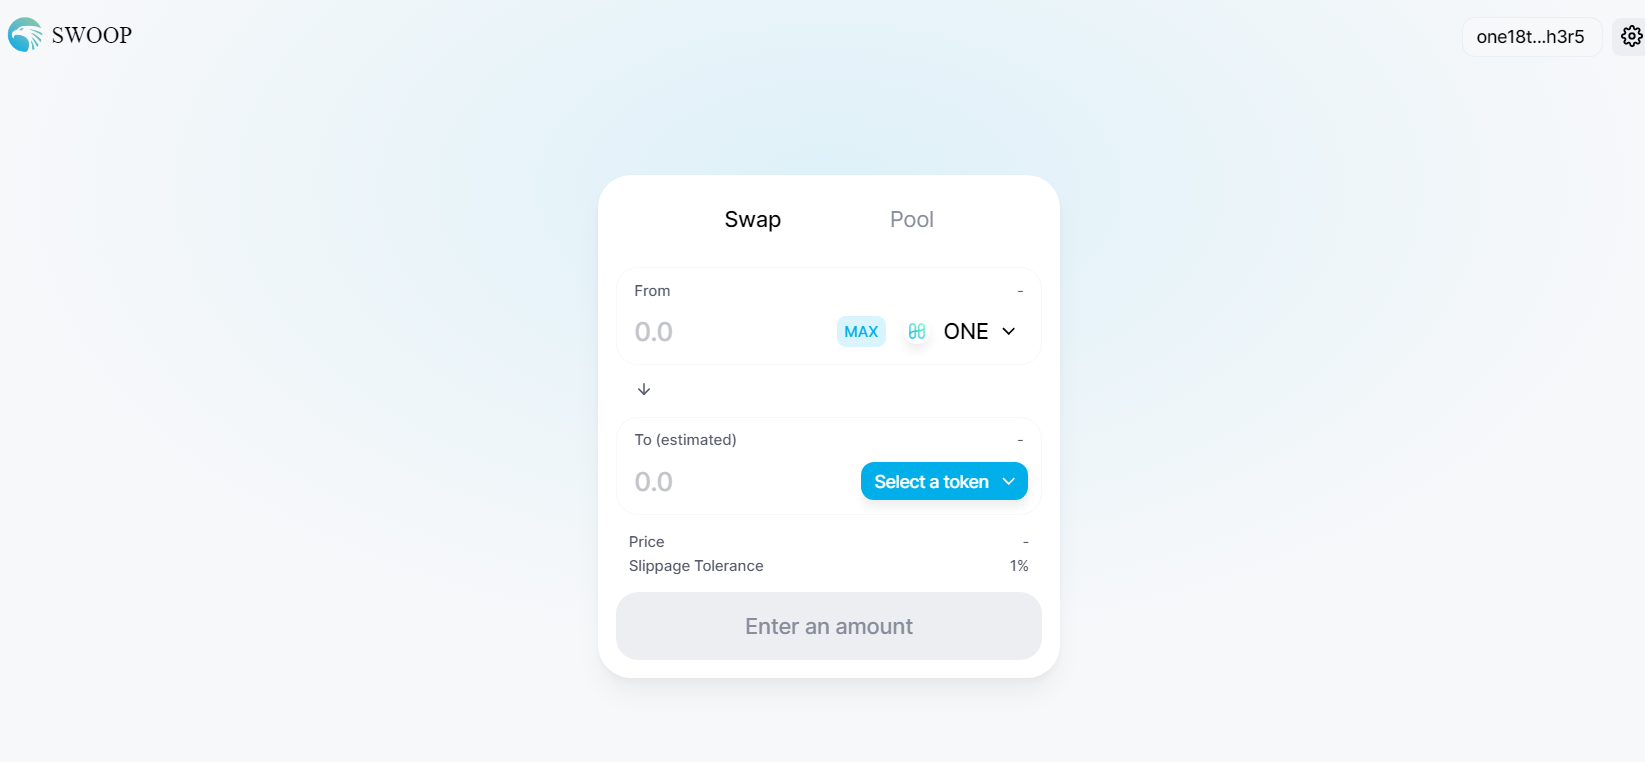 SWOOP
one18t...h3r5
Swap Pool
From -
0.0 MAX ONE
To (estimated) -
0.0 Select a token
Price -
Slippage Tolerance 1%
Enter an amount